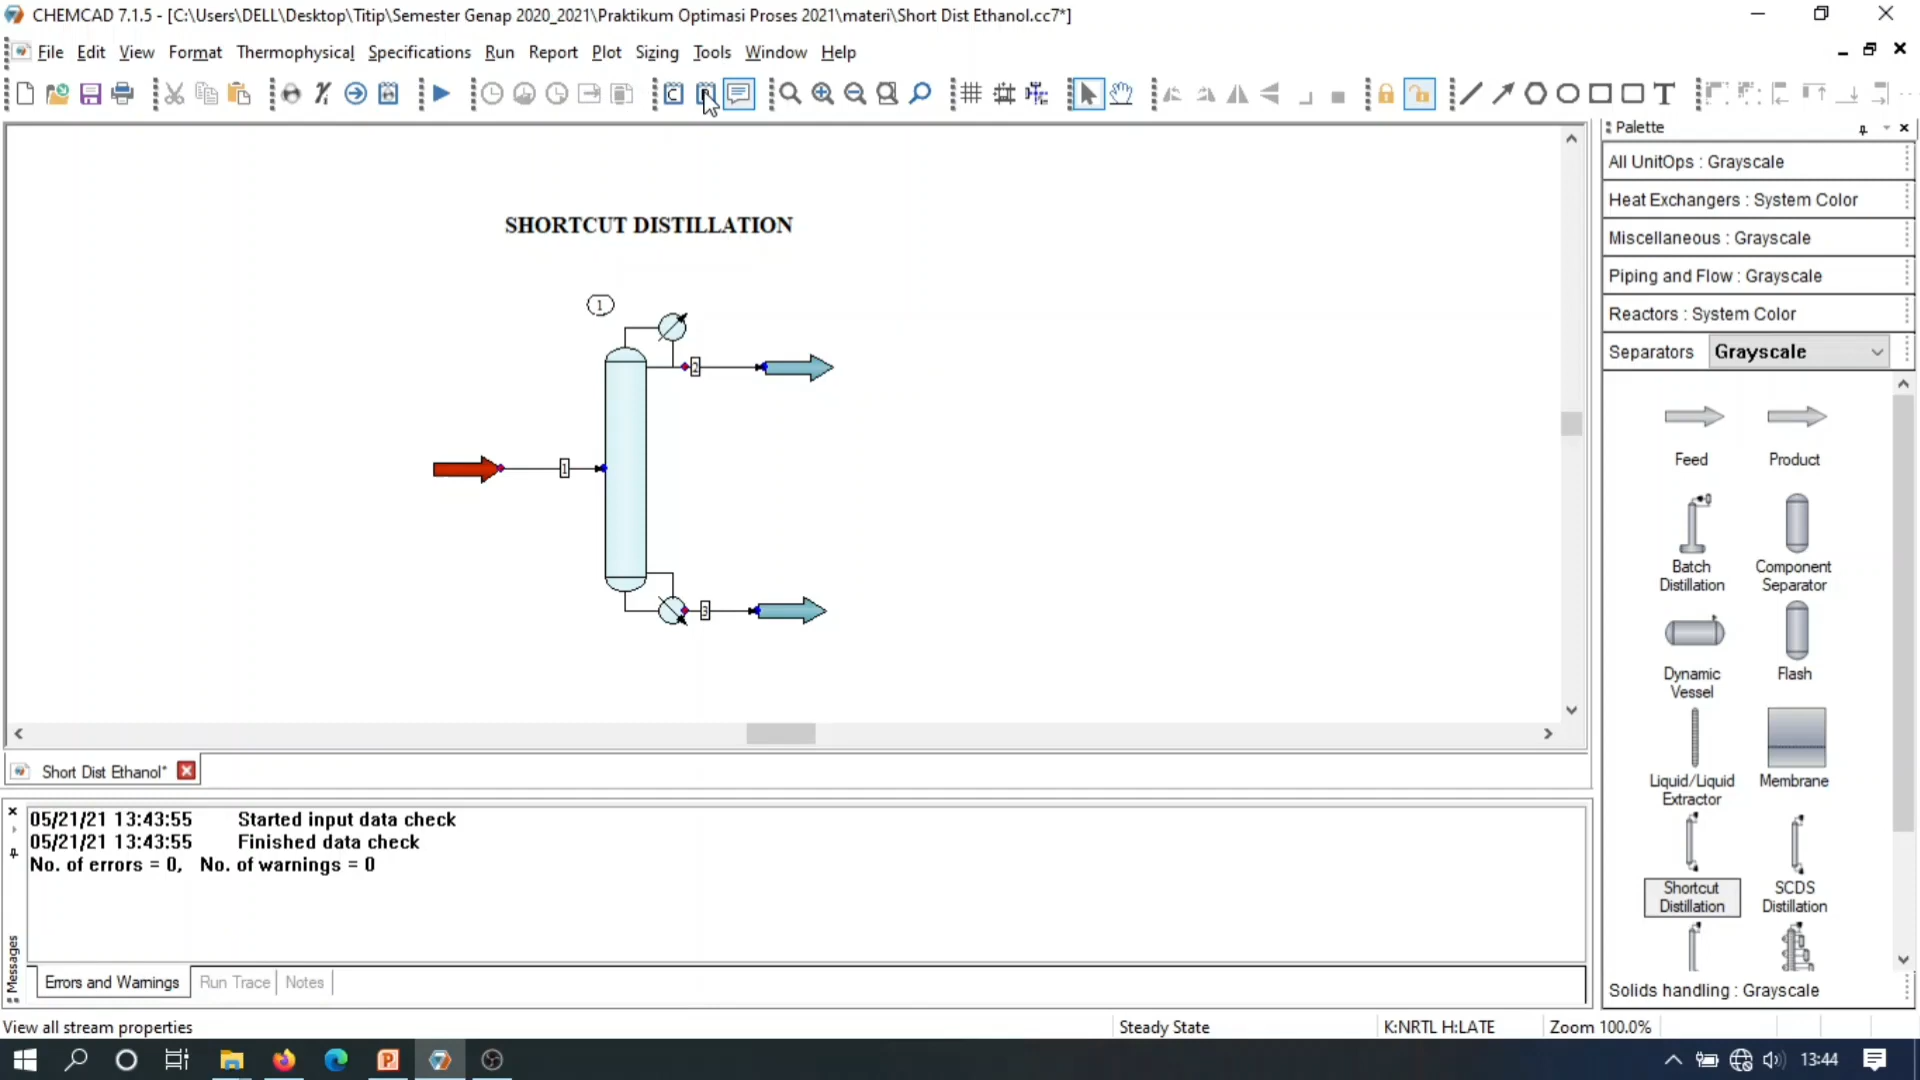 CHEMCAD 7.1.5 - [C:\Users\DELL\Desktop\Titip\Semester Genap 2020_2021\Praktikum Optimasi Proses 2021\materi\Short Dist Ethanol.cc7*]
File Edit View Format Thermophysical Specifications Run Report Plot Sizing Tools Window Help
Palette
All UnitOps : Grayscale
Heat Exchangers : System Color
Miscellaneous : Grayscale
Piping and Flow : Grayscale
Reactors : System Color
Separators Grayscale
Feed Product
Batch Distillation
Component Separator
Dynamic Vessel
Flash
Liquid/Liquid Extractor
Membrane
Shortcut Distillation
SCDS Distillation
Solids handling : Grayscale
SHORTCUT DISTILLATION
1
2
1
3
Short Dist Ethanol*
05/21/21 13:43:55 Started input data check
05/21/21 13:43:55 Finished data check
No. of errors = 0, No. of warnings = 0
Messages
Errors and Warnings Run Trace Notes
View all stream properties Steady State K:NRTL H:LATE Zoom 100.0%
13:44